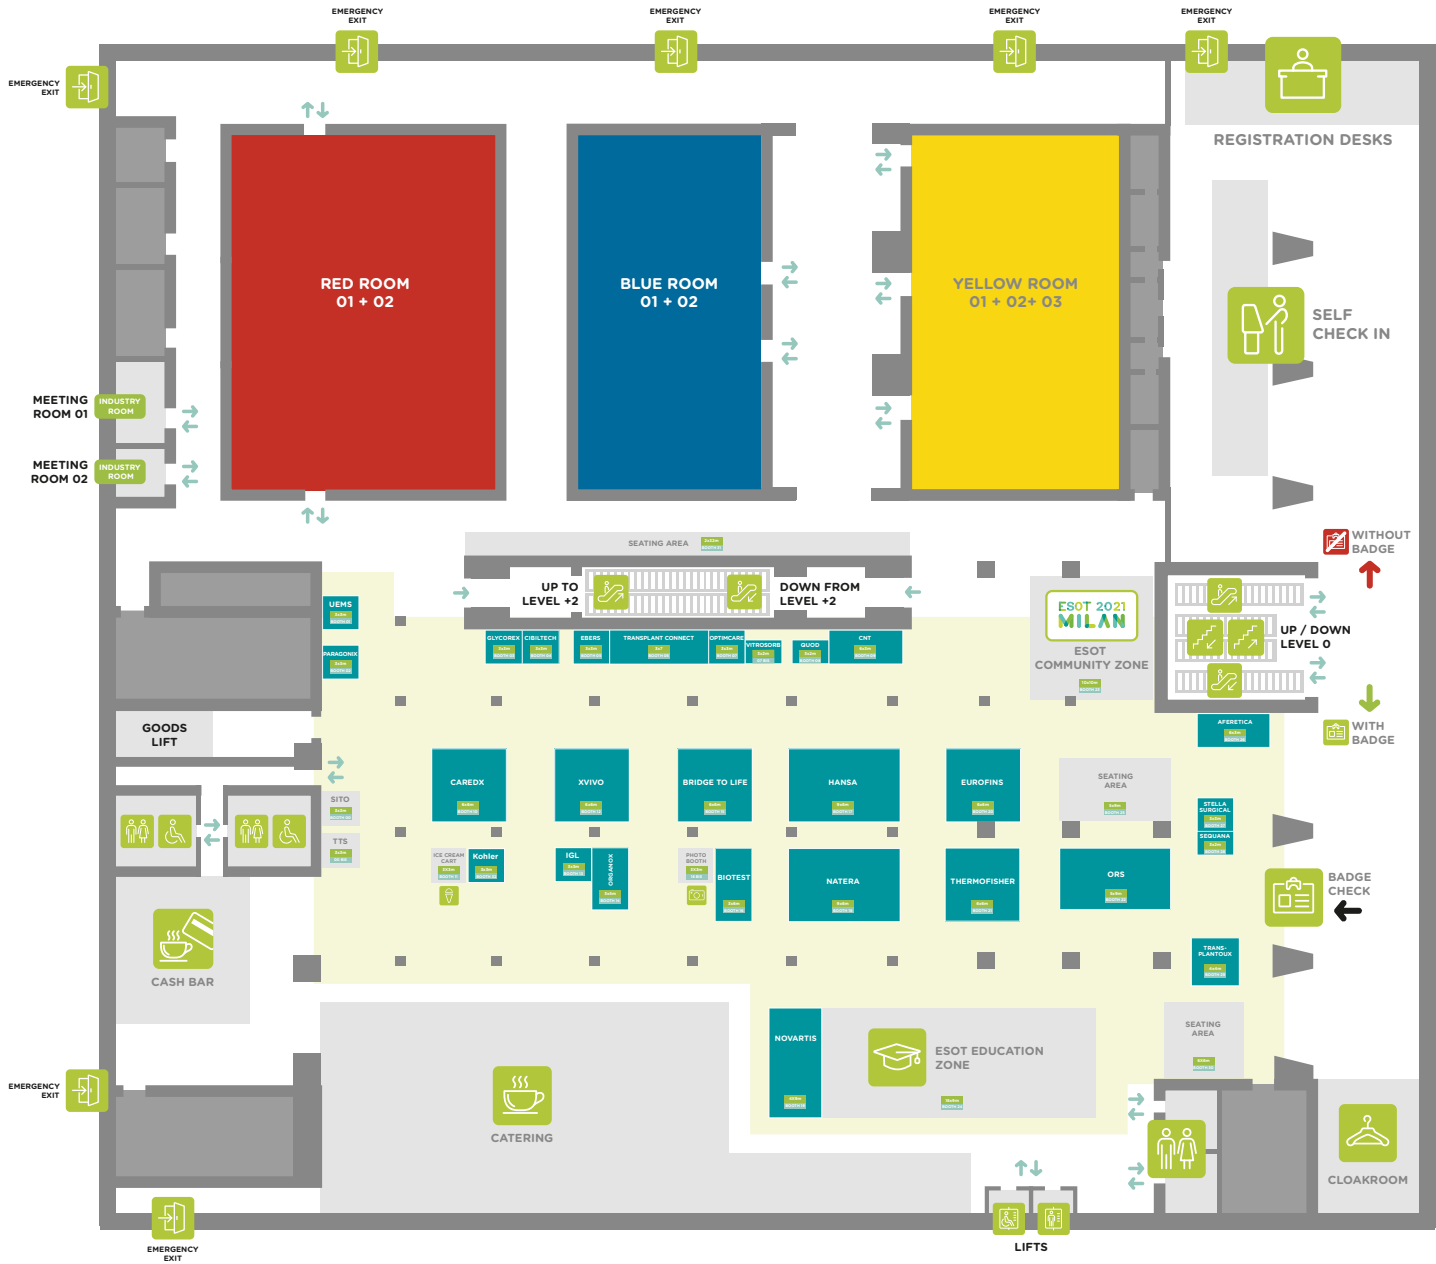 EMERGENCY
EXIT
EMERGENCY
EXIT
EMERGENCY
EXIT
EMERGENCY
EXIT
EMERGENCY
EXIT
REGISTRATION DESKS
RED ROOM
01 + 02
BLUE ROOM
01 + 02
YELLOW ROOM
01 + 02+ 03
SELF
CHECK IN
MEETING
ROOM 01
INDUSTRY
ROOM
MEETING
ROOM 02
INDUSTRY
ROOM
SEATING AREA
WITHOUT
BADGE
UP TO
LEVEL +2
DOWN FROM
LEVEL +2
ESOT 2021
MILAN
ESOT
COMMUNITY ZONE
UP / DOWN
LEVEL 0
UEMS
PARAGONIX
GLYCOREX
CIBILTECH
EBERS
TRANSPLANT CONNECT
OPTIMCARE
VITROSORB
QUOD
CNT
GOODS
LIFT
AFERETICA
WITH
BADGE
CAREDX
XVIVO
BRIDGE TO LIFE
HANSA
EUROFINS
SEATING
AREA
SITO
TTS
STELLA
SURGICAL
SEQUANA
ICE CREAM
CART
Kohler
IGL
ORGANOX
PHOTO
BOOTH
BIOTEST
NATERA
THERMOFISHER
ORS
BADGE
CHECK
CASH BAR
TRANS-
PLANTOUX
NOVARTIS
ESOT EDUCATION
ZONE
SEATING
AREA
EMERGENCY
EXIT
CATERING
CLOAKROOM
EMERGENCY
EXIT
LIFTS